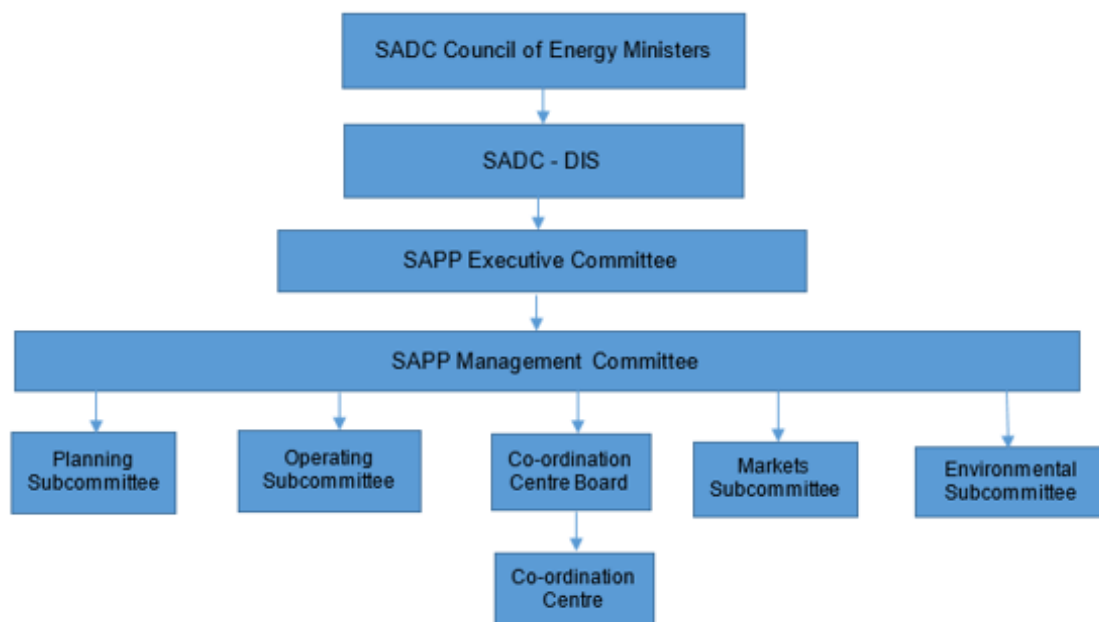 SADC Council of Energy Ministers
SADC - DIS
SAPP Executive Committee
SAPP Management Committee
Planning
Subcommittee
Operating
Subcommittee
Co-ordination
Centre Board
Markets
Subcommittee
Environmental
Subcommittee
Co-ordination
Centre